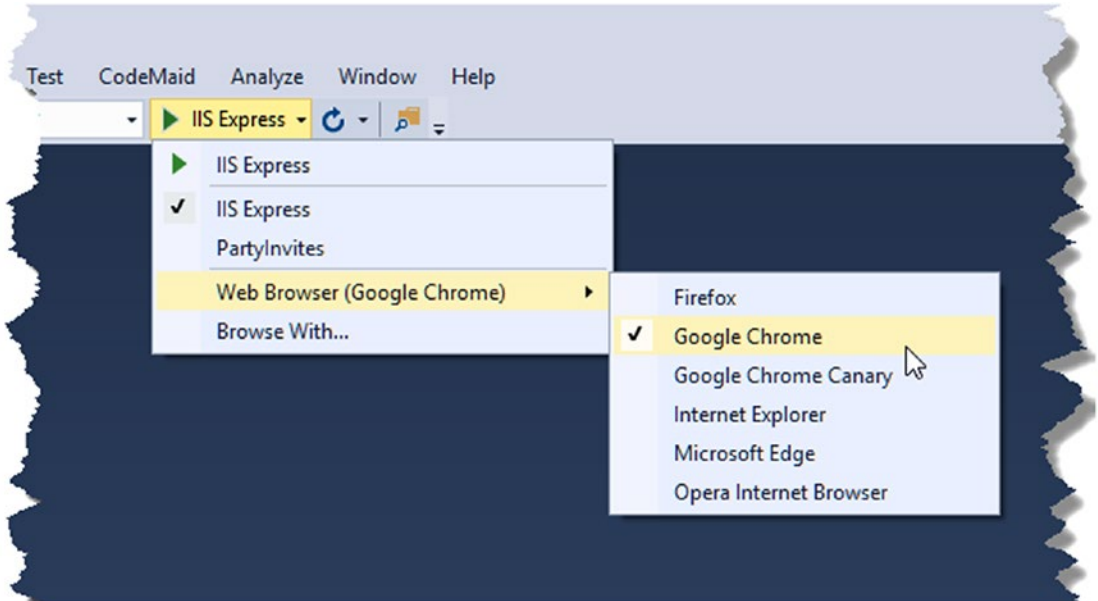 Test CodeMaid Analyze Window Help
IIS Express
IIS Express
IIS Express
PartyInvites
Web Browser (Google Chrome)
Browse With...
Firefox
Google Chrome
Google Chrome Canary
Internet Explorer
Microsoft Edge
Opera Internet Browser